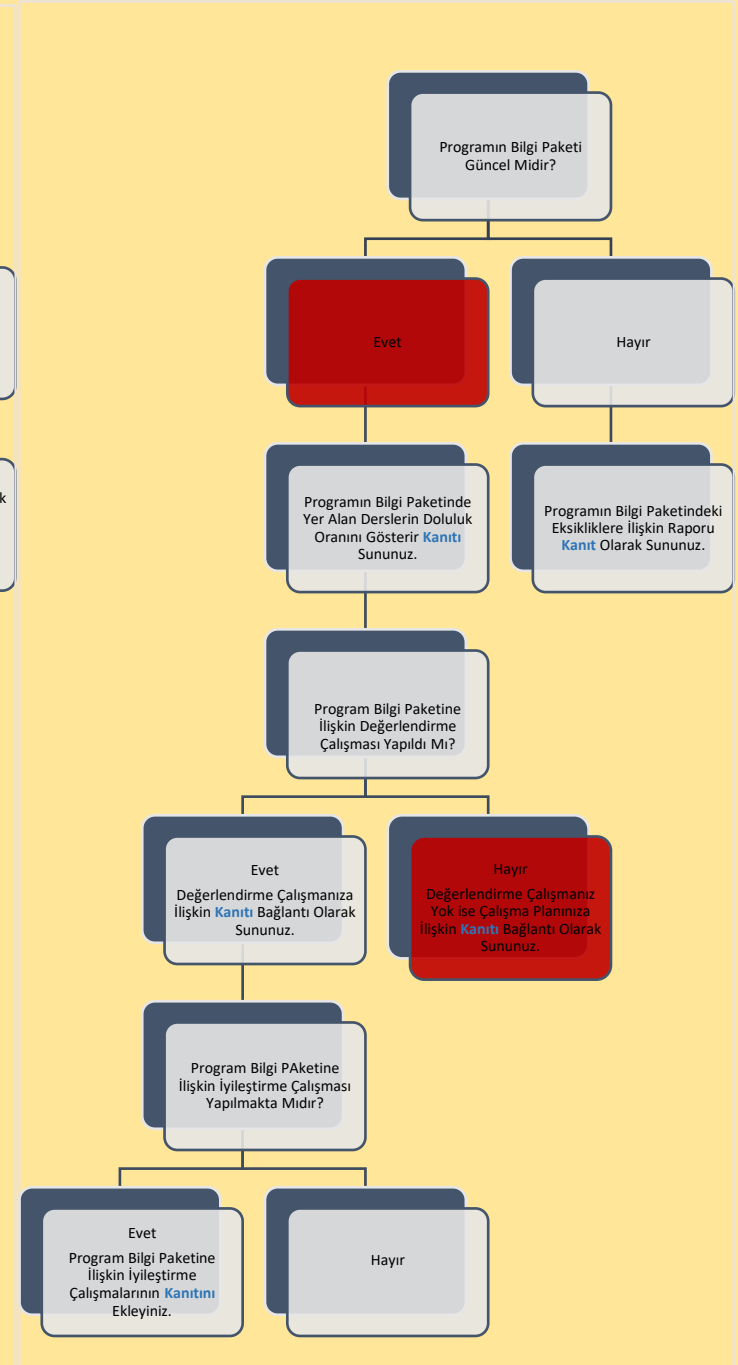 Programın Bilgi Paketi
Güncel Midir?
Evet
Hayır
Programın Bilgi Paketinde
Yer Alan Derslerin Doluluk
Oranını Gösterir Kanıtı
Sununuz.
Programın Bilgi Paketindeki
Eksikliklere İlişkin Raporu
Kanıt Olarak Sununuz.
k
Program Bilgi Paketine
İlişkin Değerlendirme
Çalışması Yapıldı Mı?
Evet
Değerlendirme Çalışmanıza
İlişkin Kanıtı Bağlantı Olarak
Sununuz.
Hayır
Değerlendirme Çalışmanız
Yok ise Çalışma Planınıza
İlişkin Kanıtı Bağlantı Olarak
Sununuz.
Program Bilgi PAketine
İlişkin İyileştirme Çalışması
Yapılmakta Mıdır?
Evet
Program Bilgi Paketine
İlişkin İyileştirme
Çalışmalarının Kanıtını
Ekleyiniz.
Hayır